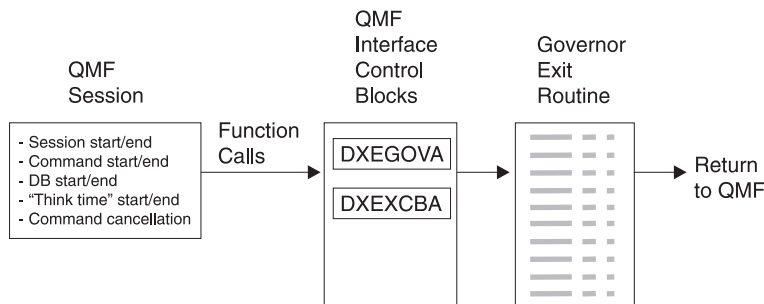 QMF
Session
- Session start/end
- Command start/end
- DB start/end
- “Think time” start/end
- Command cancellation
Function
Calls
QMF
Interface
Control
Blocks
DXEGOVA
DXEXCBA
Governor
Exit
Routine
Return
to QMF